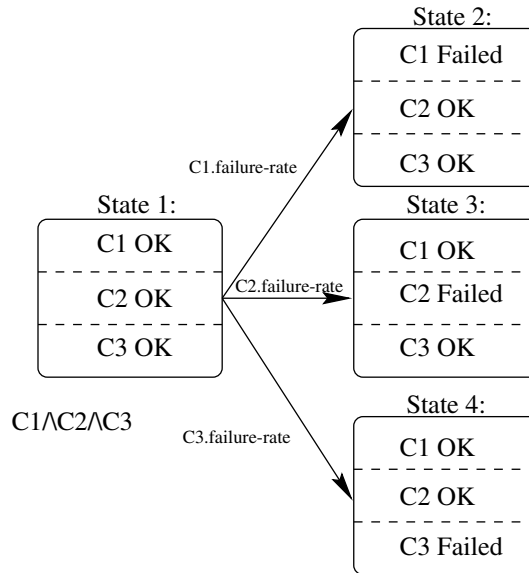 State 2:
C1 Failed
C2 OK
C3 OK
C1.failure-rate
State 1:
C1 OK
C2 OK
C3 OK
C1/\C2/\C3
State 3:
C1 OK
C2 Failed
C3 OK
C2.failure-rate
State 4:
C1 OK
C2 OK
C3 Failed
C3.failure-rate